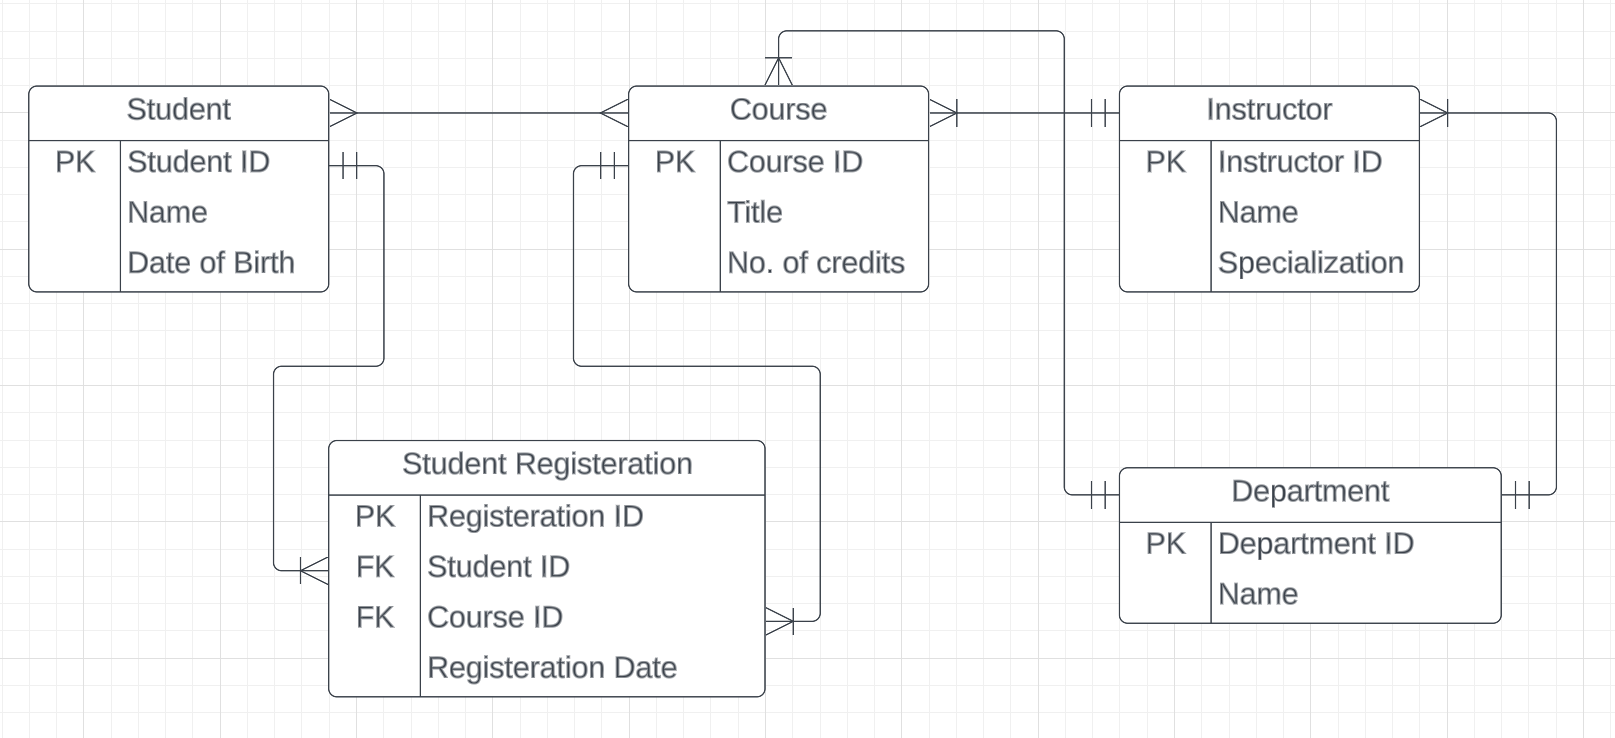 Student
PK Student ID
Name
Date of Birth
Course
PK Course ID
Title
No. of credits
Instructor
PK Instructor ID
Name
Specialization
Student Registeration
PK Registeration ID
FK Student ID
FK Course ID
Registeration Date
Department
PK Department ID
Name